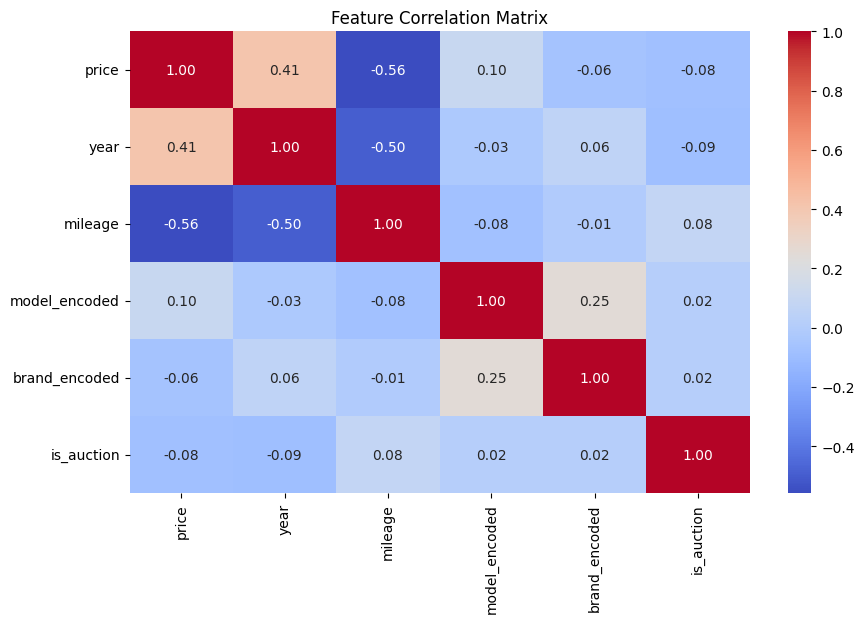 Feature Correlation Matrix
price 1.00 0.41 -0.56 0.10 -0.06 -0.08
year 0.41 1.00 -0.50 -0.03 0.06 -0.09
mileage -0.56 -0.50 1.00 -0.08 -0.01 0.08
model_encoded 0.10 -0.03 -0.08 1.00 0.25 0.02
brand_encoded -0.06 0.06 -0.01 0.25 1.00 0.02
is_auction -0.08 -0.09 0.08 0.02 0.02 1.00
price year mileage model_encoded brand_encoded is_auction
1.0
0.8
0.6
0.4
0.2
0.0
−0.2
−0.4